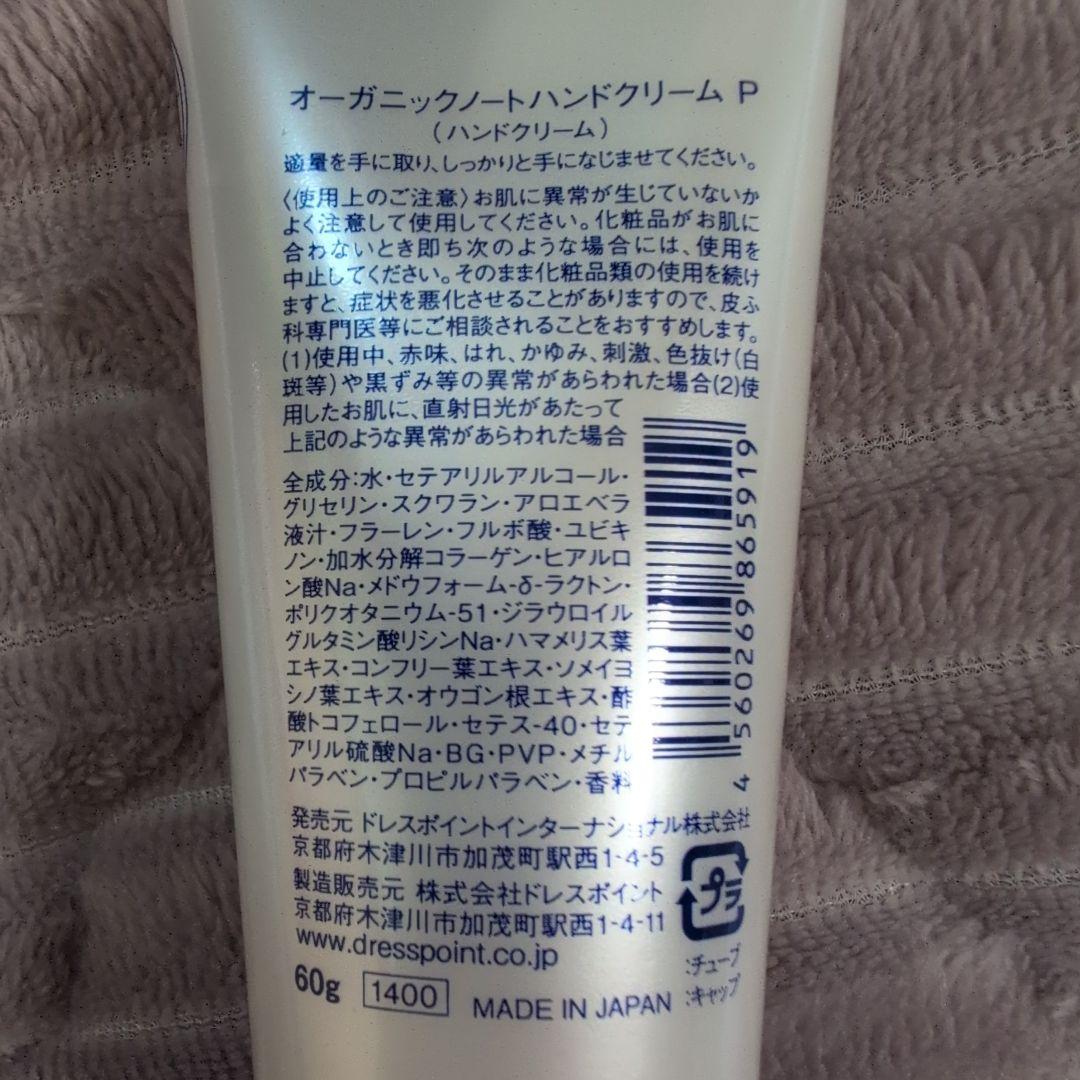 オーガニックノートハンドクリーム P
(ハンドクリーム)
適量を手に取り、しっかりと手になじませてください。
〈使用上のご注意〉お肌に異常が生じていないか
よく注意して使用してください。化粧品がお肌に
合わないとき即ち次のような場合には、使用を
中止してください。そのまま化粧品類の使用を続け
ますと、症状を悪化させることがありますので、皮ふ
科専門医等にご相談されることをおすすめします。
(1)使用中、赤味、はれ、かゆみ、刺激、色抜け(白
斑等)や黒ずみ等の異常があらわれた場合(2)使
用したお肌に、直射日光があたって
上記のような異常があらわれた場合
全成分:水・セテアリルアルコール・
グリセリン・スクワラン・アロエベラ
液汁・フラーレン・フルボ酸・ユビキ
ノン・加水分解コラーゲン・ヒアルロ
ン酸Na・メドウフォーム-δ-ラクトン・
ポリクオタニウム-51・ジラウロイル
グルタミン酸リシンNa・ハマメリス葉
エキス・コンフリー葉エキス・ソメイヨ
シノ葉エキス・オウゴン根エキス・酢
酸トコフェロール・セテス-40・セテ
アリル硫酸Na・BG・PVP・メチル
パラベン・プロピルパラベン・香料
4 560269 865919
発売元 ドレスポイントインターナショナル株式会社
京都府木津川市加茂町駅西1-4-5
製造販売元 株式会社ドレスポイント
京都府木津川市加茂町駅西1-4-11
www.dresspoint.co.jp
プラ
:チューブ
:キャップ
60g 1400 MADE IN JAPAN